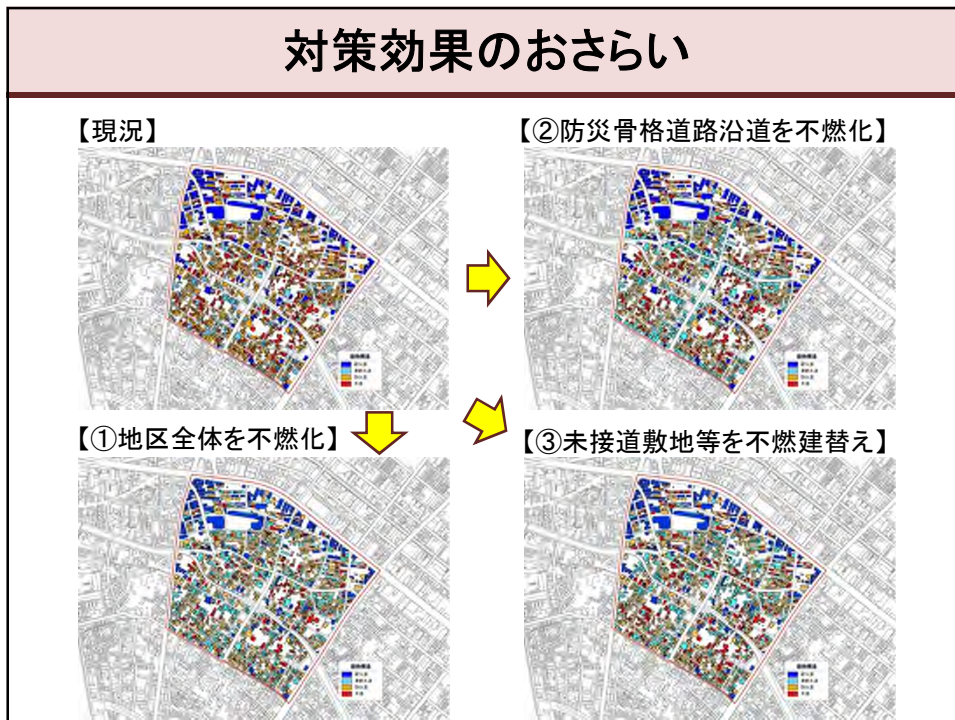 対策効果のおさらい
【現況】
【②防災骨格道路沿道を不燃化】
【①地区全体を不燃化】
【③未接道敷地等を不燃建替え】